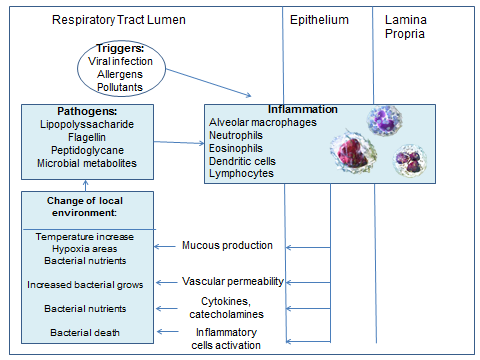 Respiratory Tract Lumen
Epithelium
Lamina
Propria
Triggers:
Viral infection
Allergens
Pollutants
Pathogens:
Lipopolyssacharide
Flagellin
Peptidoglycane
Microbial metabolites
Inflammation
Alveolar macrophages
Neutrophils
Eosinophils
Dendritic cells
Lymphocytes
Change of local
environment:
Temperature increase
Hypoxia areas
Bacterial nutrients
Increased bacterial grows
Bacterial nutrients
Bacterial death
Mucous production
Vascular permeability
Cytokines,
catecholamines
Inflammatory
cells activation